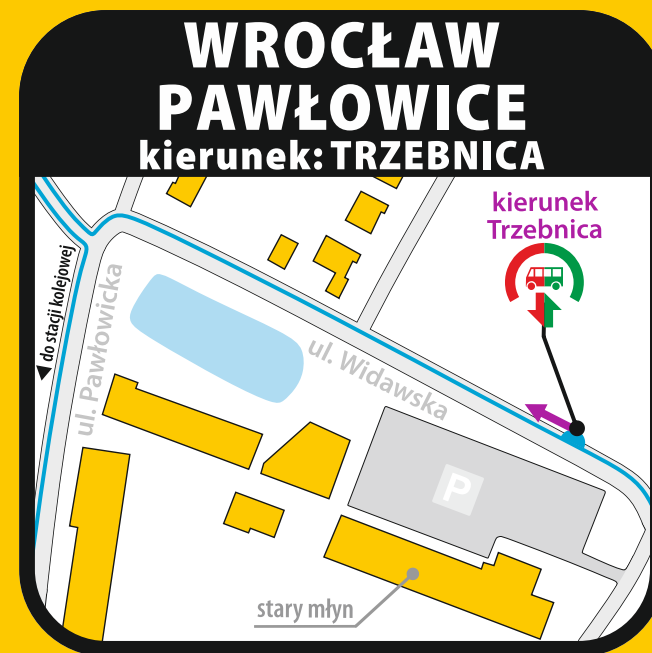 WROCŁAW
PAWŁOWICE
kierunek: TRZEBNICA
kierunek
Trzebnica
do stacji kolejowej
ul. Pawłowicka
ul. Widawska
P
stary młyn